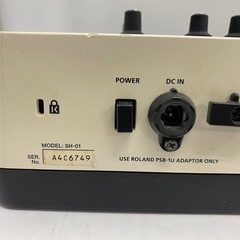 POWER
DC IN
K
MODEL: SH-01
SER. No. A4C6749
USE ROLAND PSB-1U ADAPTOR ONLY